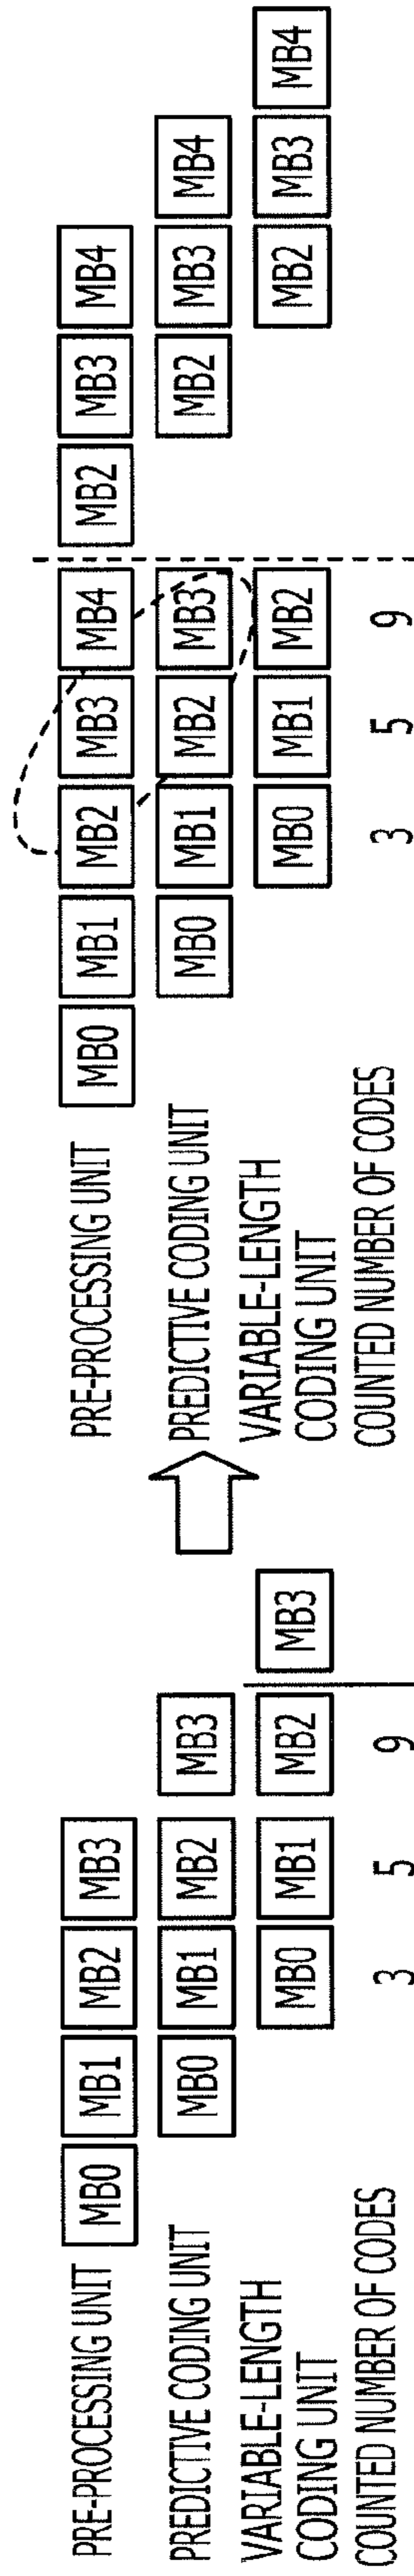 PRE-PROCESSING UNIT MB0 MB1 MB2 MB3
PREDICTIVE CODING UNIT MB0 MB1 MB2 MB3
VARIABLE-LENGTH
CODING UNIT MB0 MB1 MB2 MB3
COUNTED NUMBER OF CODES 3 5 9
PRE-PROCESSING UNIT MB0 MB1 MB2 MB3 MB4 MB2 MB3 MB4
PREDICTIVE CODING UNIT MB0 MB1 MB2 MB3 MB2 MB3 MB4
VARIABLE-LENGTH
CODING UNIT MB0 MB1 MB2 MB2 MB3 MB4
COUNTED NUMBER OF CODES 3 5 9